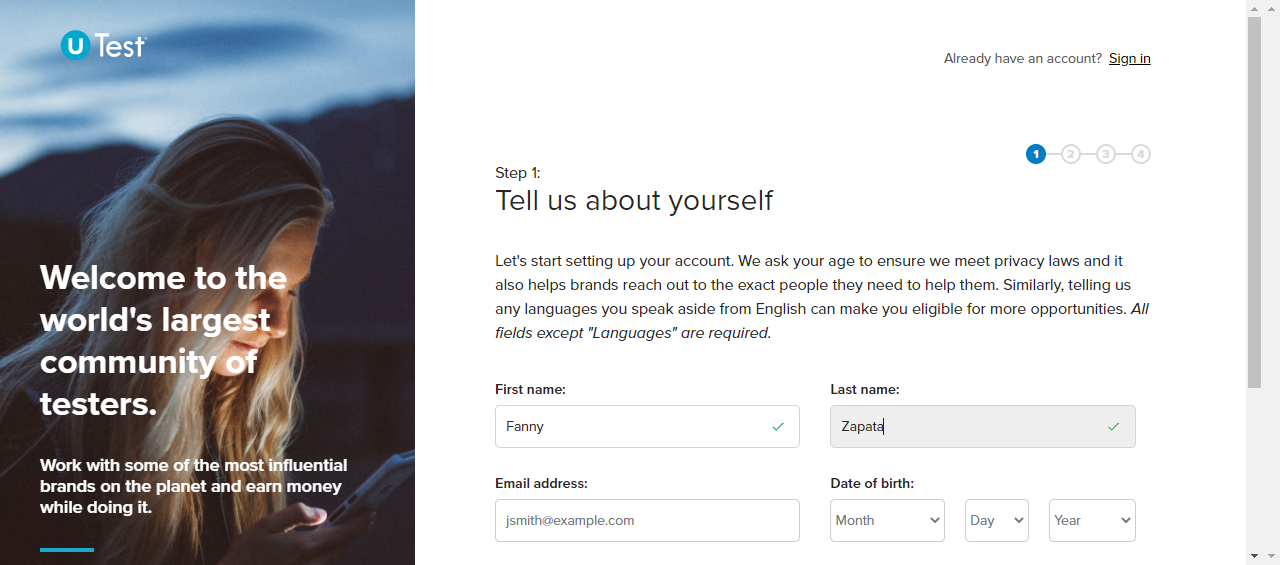 U Test
Already have an account? Sign in
1 2 3 4
Step 1:
Tell us about yourself
Let's start setting up your account. We ask your age to ensure we meet privacy laws and it
also helps brands reach out to the exact people they need to help them. Similarly, telling us
any languages you speak aside from English can make you eligible for more opportunities. All
fields except "Languages" are required.
Welcome to the
world's largest
community of
testers.
Work with some of the most influential
brands on the planet and earn money
while doing it.
First name: Last name:
Fanny Zapata
Email address: Date of birth:
jsmith@example.com Month Day Year